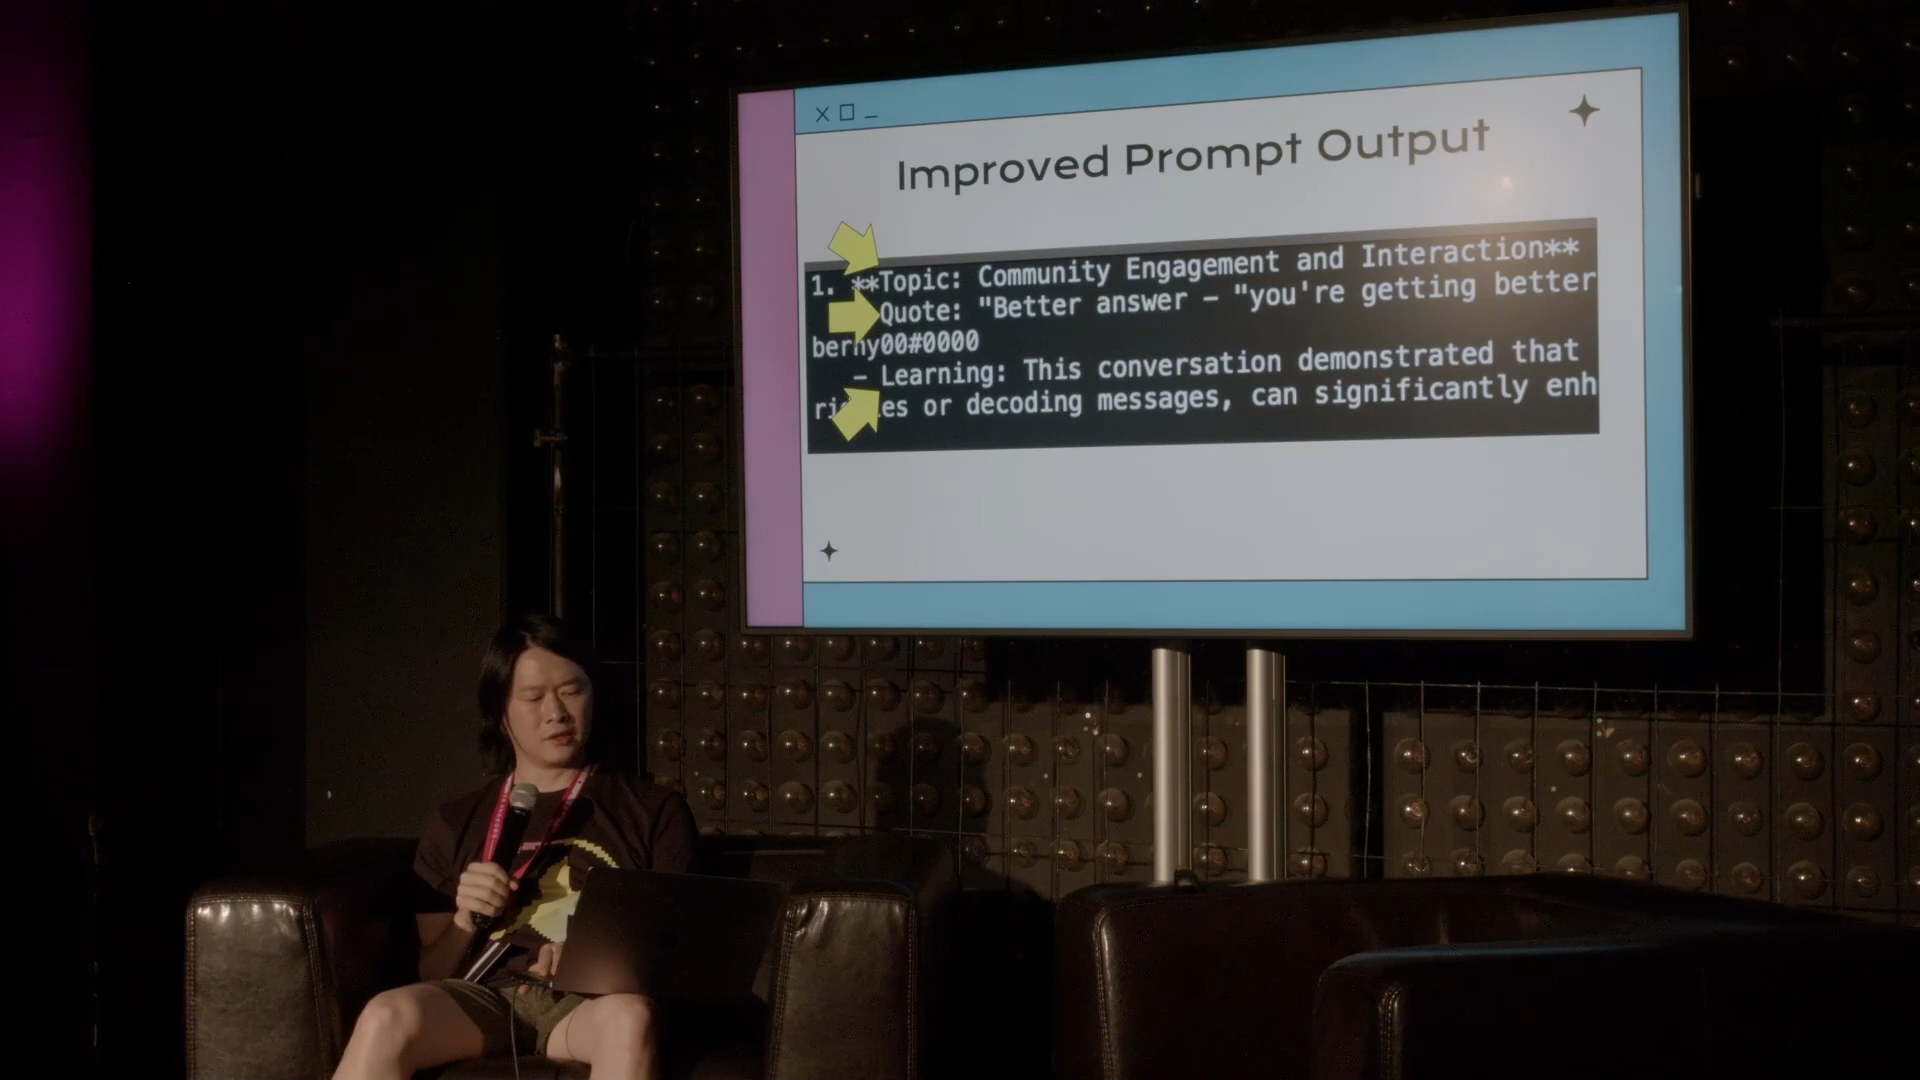 Improved Prompt Output
1. **Topic: Community Engagement and Interaction**
Quote: "Better answer – "you're getting better
berny00#0000
– Learning: This conversation demonstrated that
or decoding messages, can significantly enh